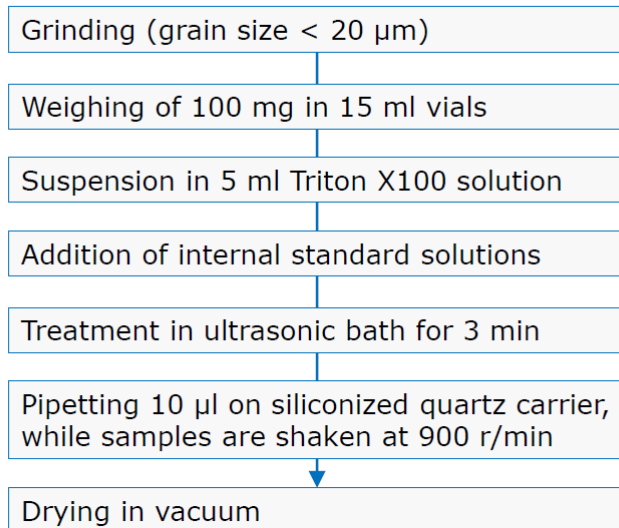 Grinding (grain size < 20 µm)
Weighing of 100 mg in 15 ml vials
Suspension in 5 ml Triton X100 solution
Addition of internal standard solutions
Treatment in ultrasonic bath for 3 min
Pipetting 10 µl on siliconized quartz carrier,
while samples are shaken at 900 r/min
Drying in vacuum